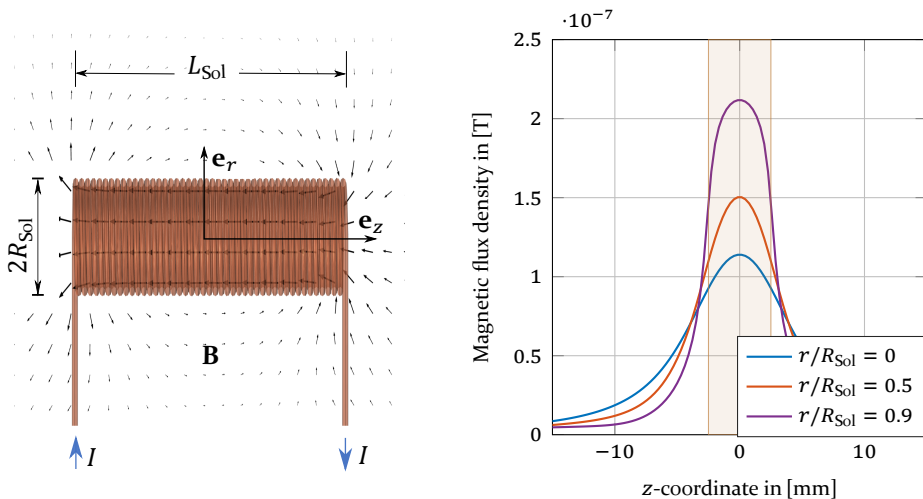 L_Sol
e_r
e_z
2R_Sol
B
I
I
·10⁻⁷
Magnetic flux density in [T]
2.5
2
1.5
1
0.5
0
−10
0
10
z-coordinate in [mm]
r/R_Sol = 0
r/R_Sol = 0.5
r/R_Sol = 0.9